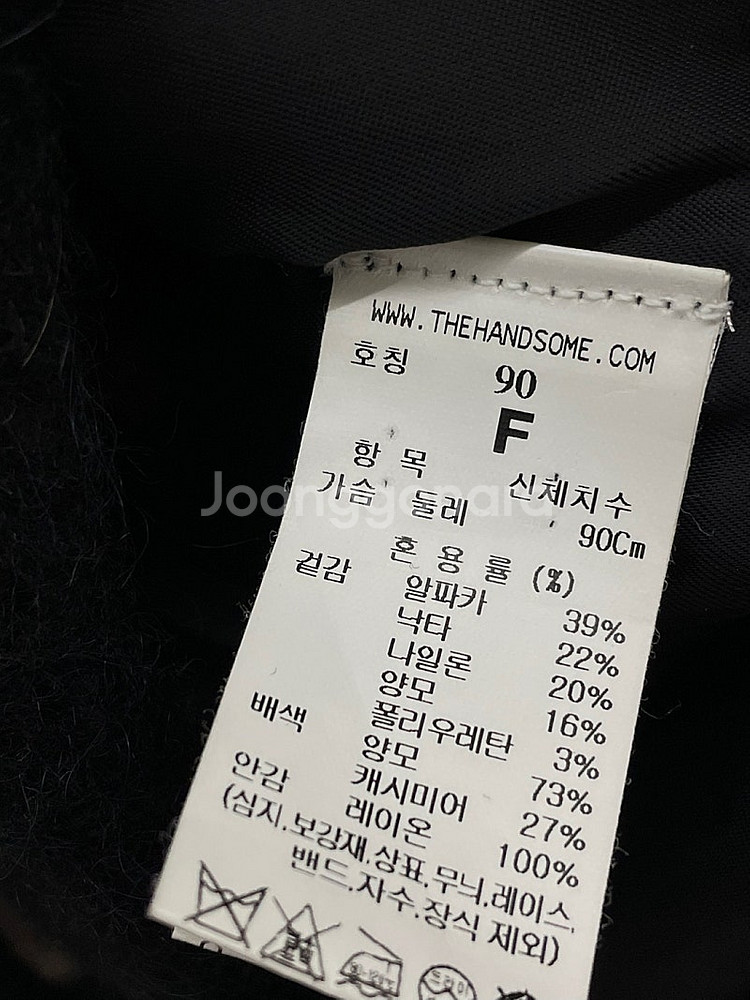 WWW.THEHANDSOME.COM
호칭 90
F
항 목 신체치수
가슴 둘레 90Cm
혼 용 률 (%)
겉감 알파카 39%
낙타 22%
나일론 20%
양모 16%
폴리우레탄 3%
배색 양모 73%
캐시미어 27%
안감 레이온 100%
(심지.보강재.상표.무늬.레이스.
밴드.자수.장식 제외)
Joonggonara
드라이